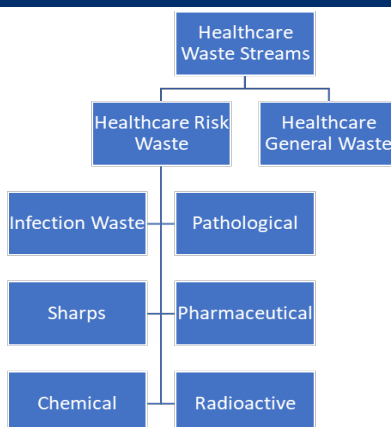 Healthcare
Waste Streams
Healthcare Risk
Waste
Healthcare
General Waste
Infection Waste
Pathological
Sharps
Pharmaceutical
Chemical
Radioactive